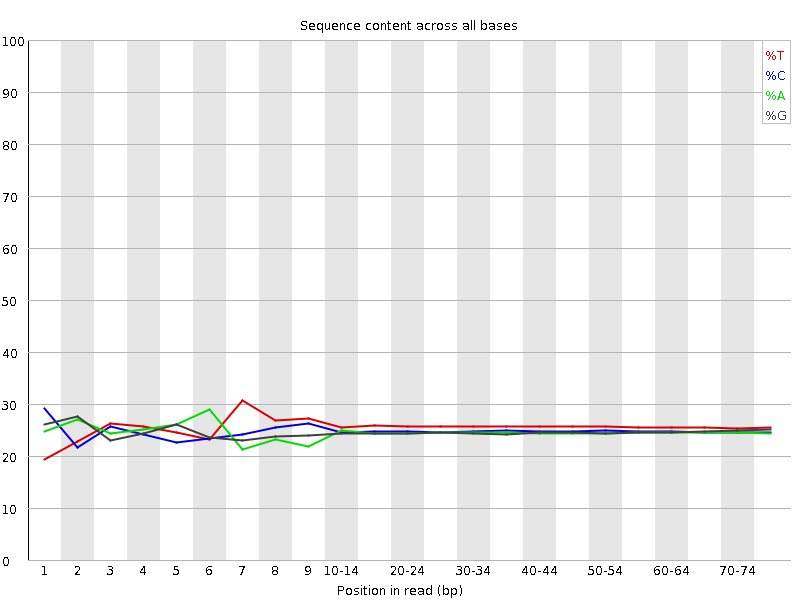 Sequence content across all bases
100
90
80
70
60
50
40
30
20
10
0
%T
%C
%A
%G
1 2 3 4 5 6 7 8 9 10-14 20-24 30-34 40-44 50-54 60-64 70-74
Position in read (bp)